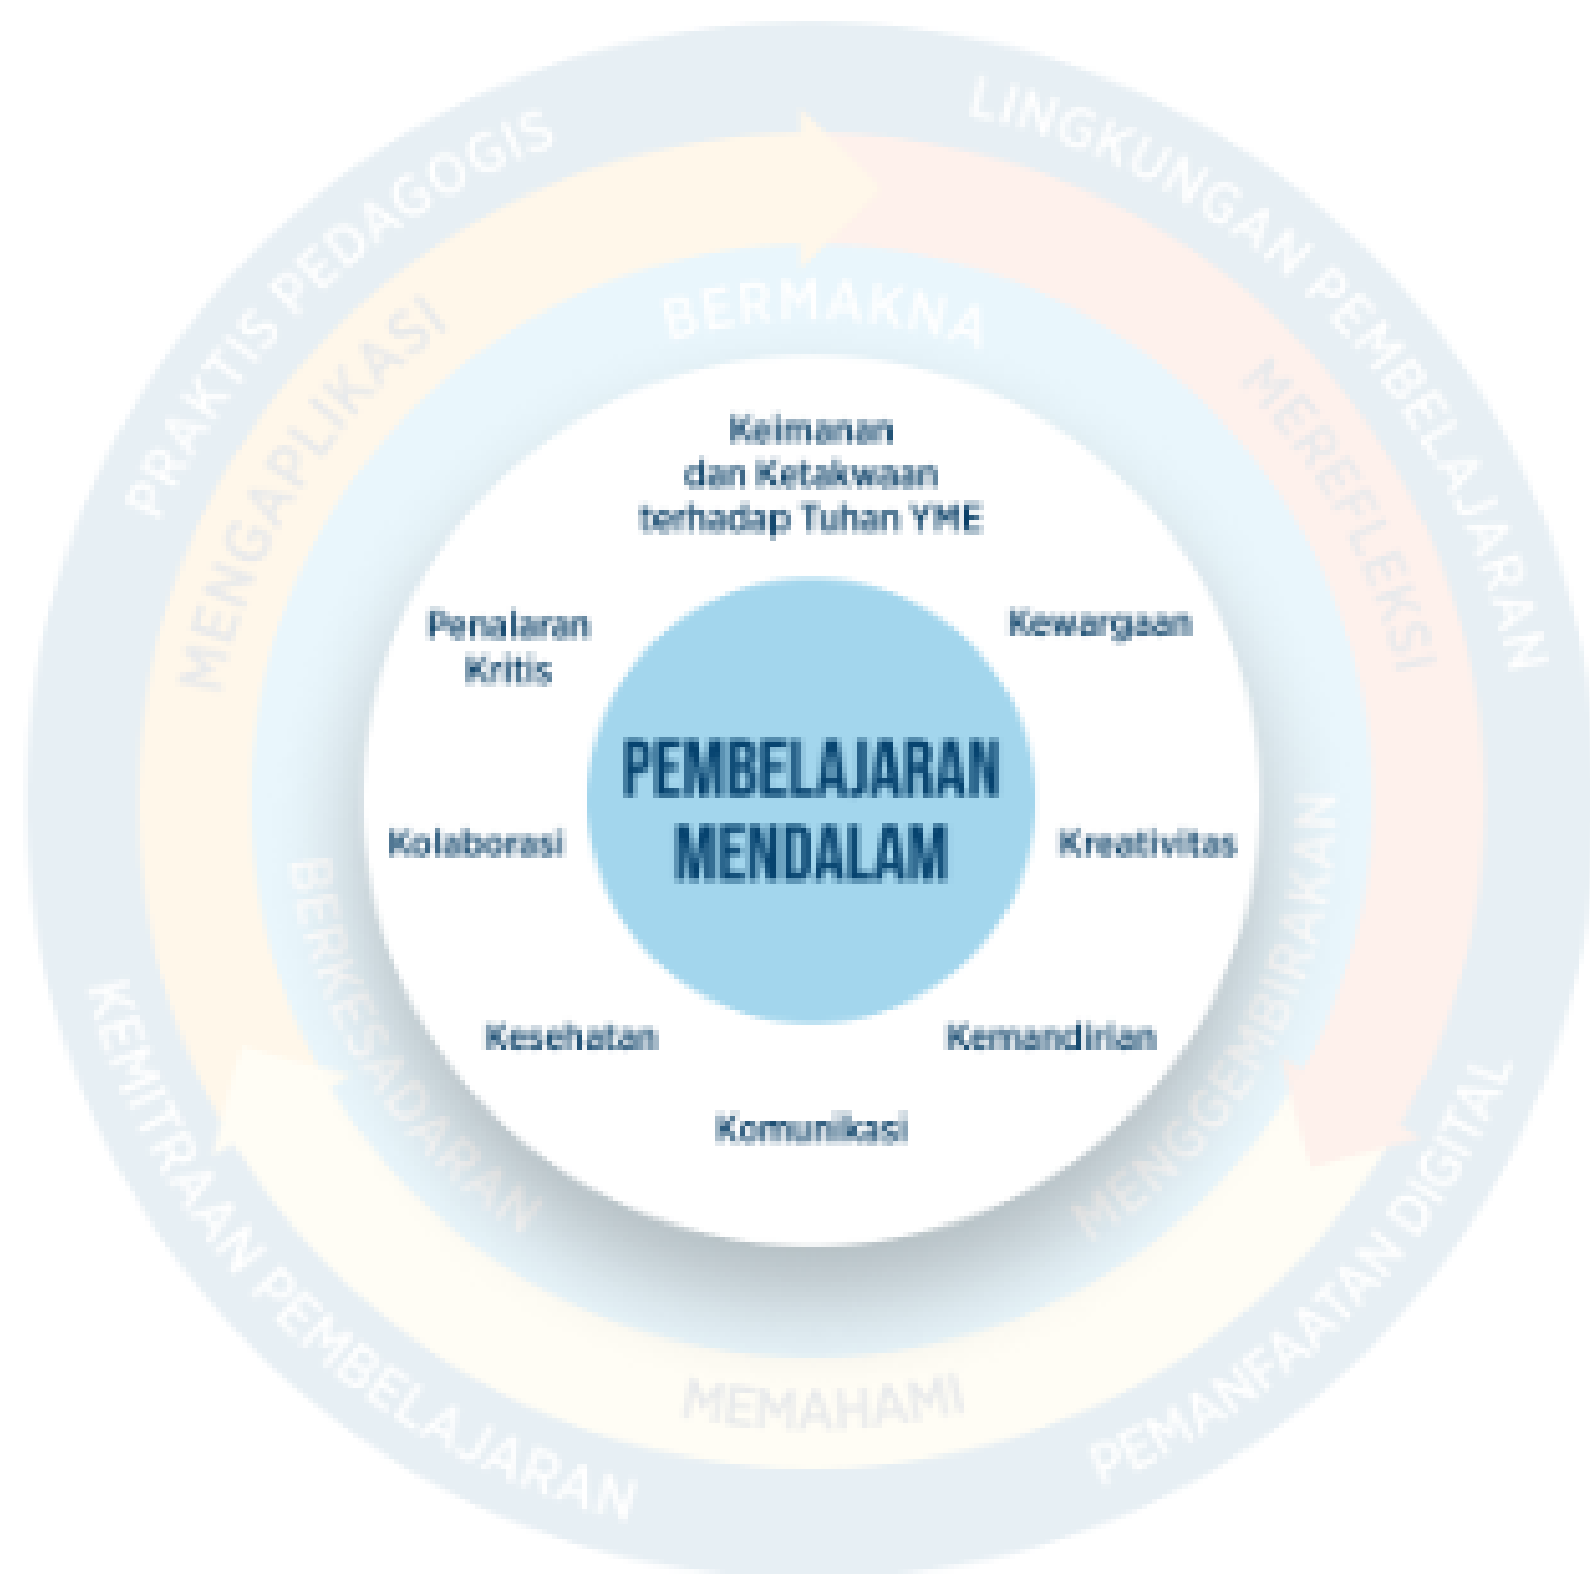 PRAKTIS PEDAGOGIS
LINGKUNGAN PEMBELAJARAN
MENGAPLIKASI
MEREFLEKSI
BERMAKNA
Keimanan
dan Ketakwaan
terhadap Tuhan YME
Penalaran
Kritis
Kewargaan
PEMBELAJARAN
MENDALAM
Kolaborasi
Kreativitas
BERKESADARAN
MENGGEMBIRAKAN
Kesehatan
Kemandirian
Komunikasi
KEMITRAAN PEMBELAJARAN
PEMANFAATAN DIGITAL
MEMAHAMI